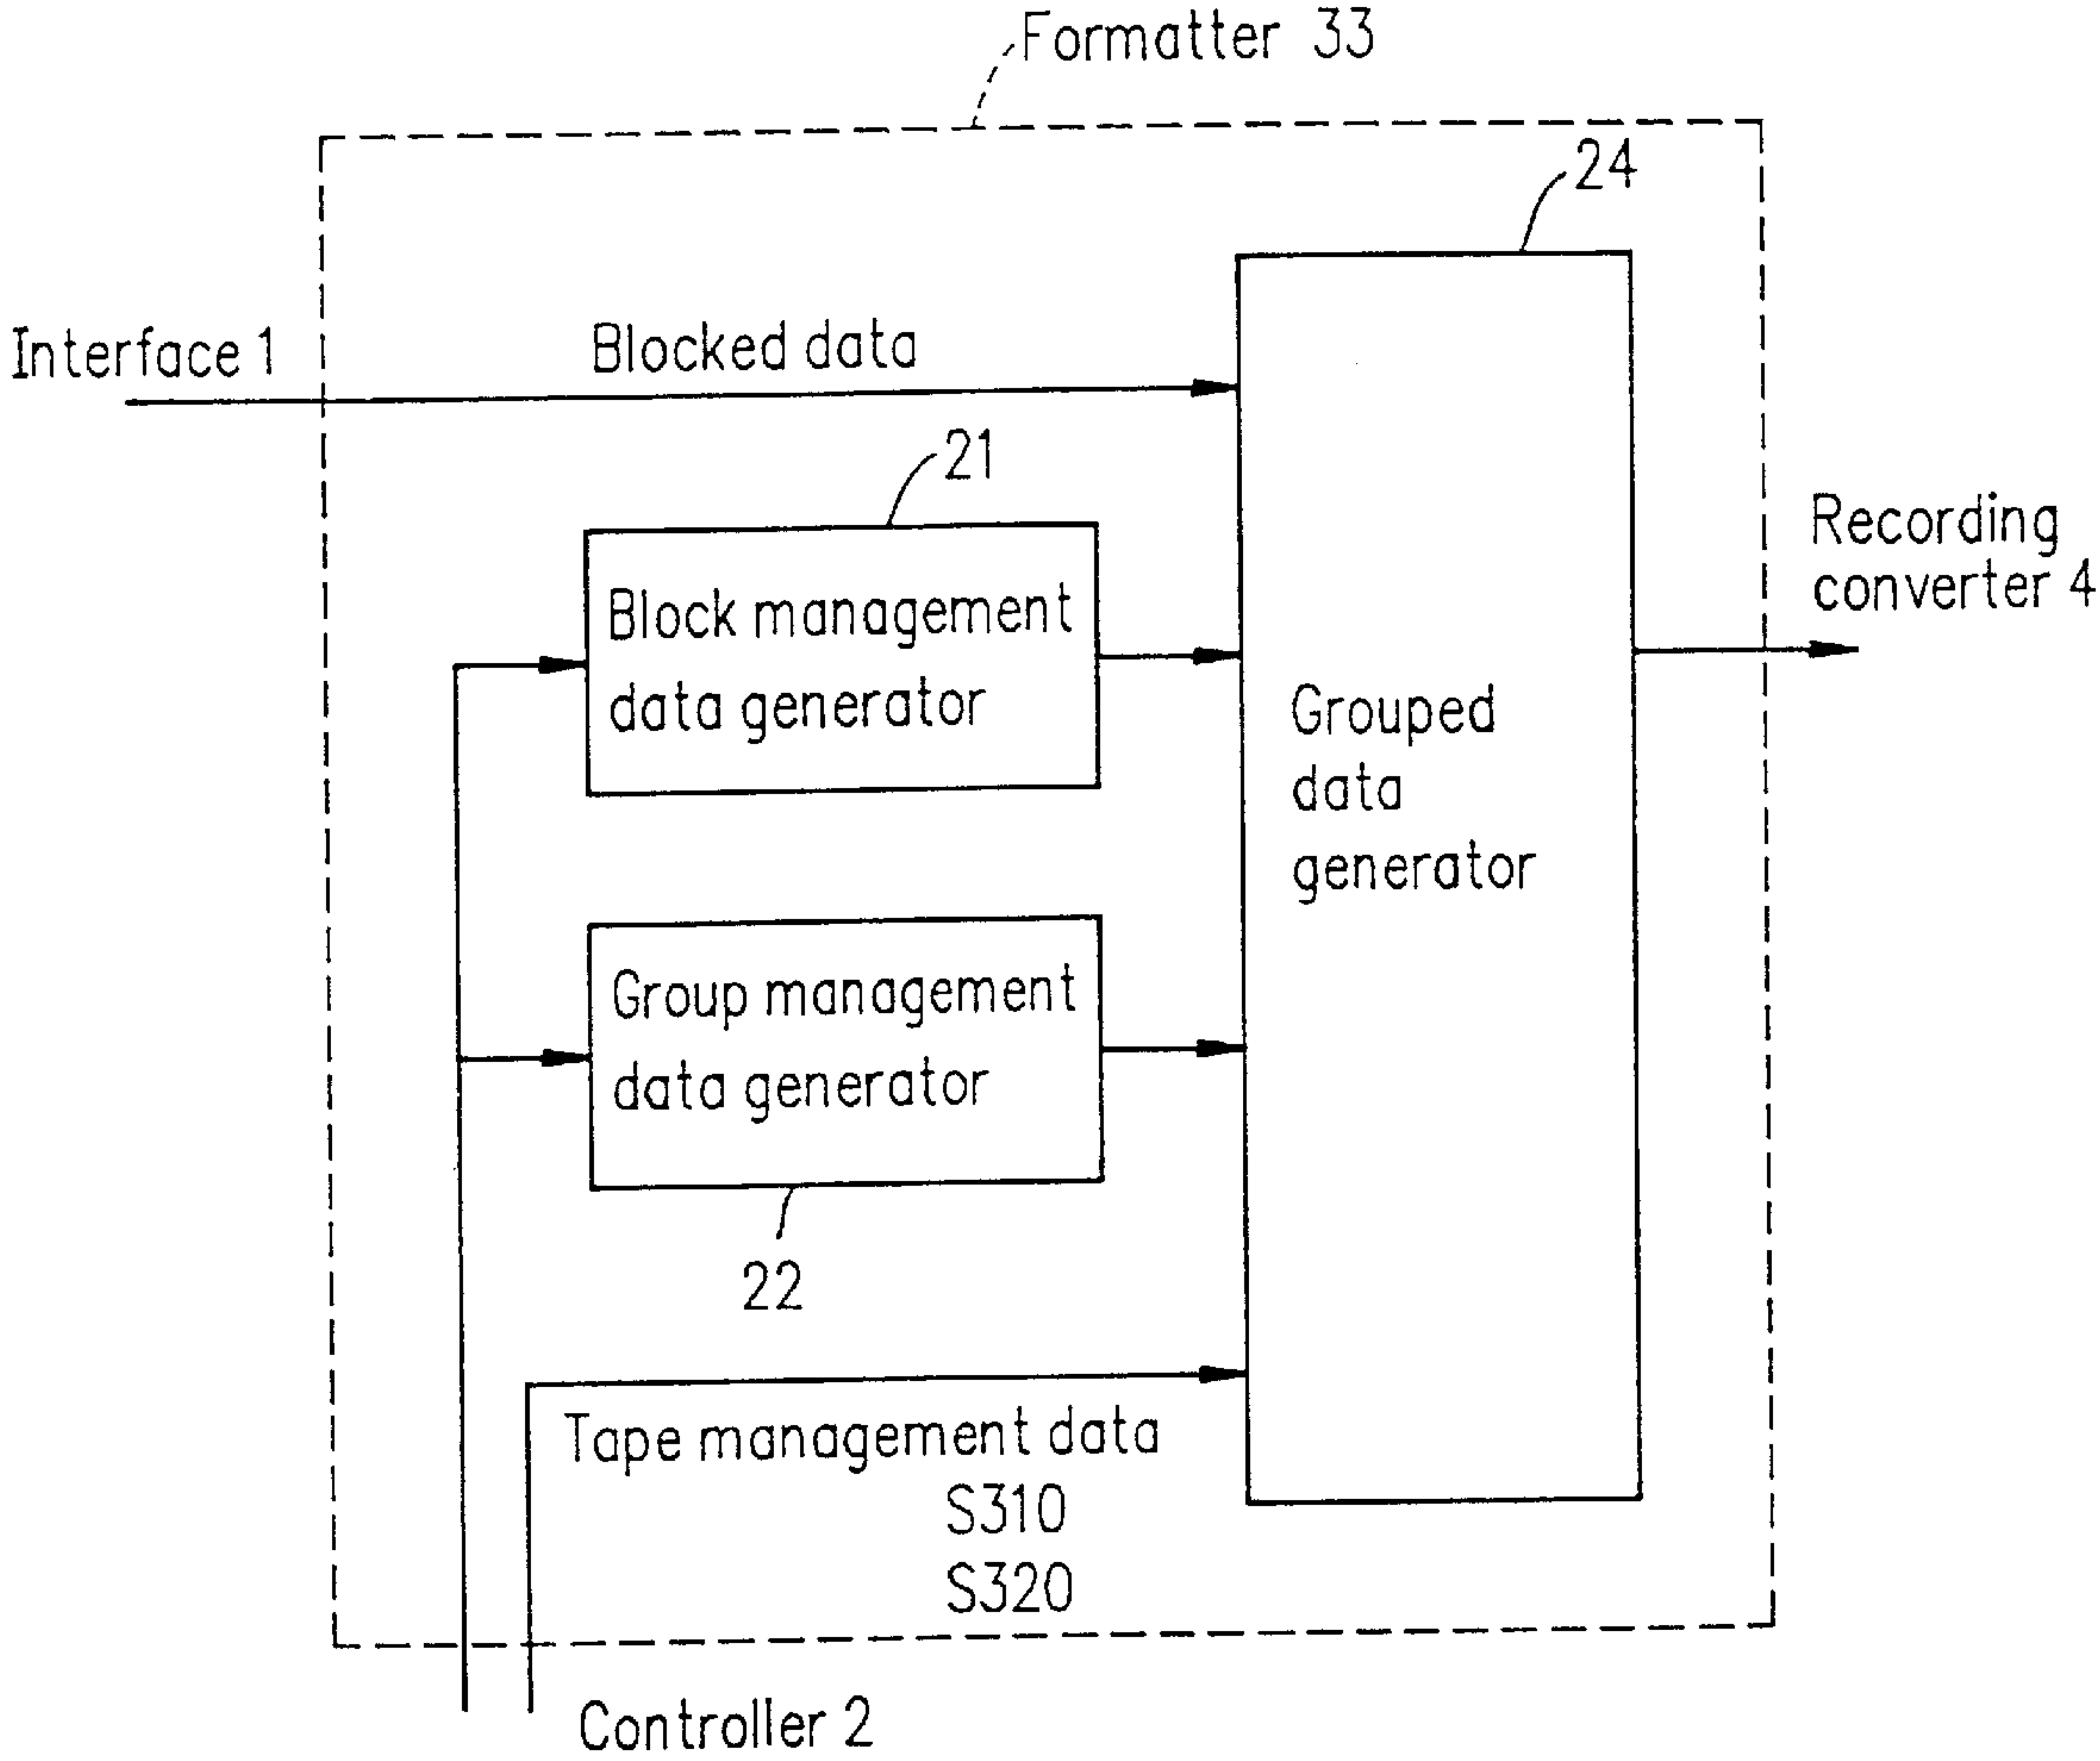 Formatter 33
24
Interface 1
Blocked data
21
Recording
converter 4
Block management
data generator
Grouped
data
generator
Group management
data generator
22
Tape management data
S310
S320
Controller 2